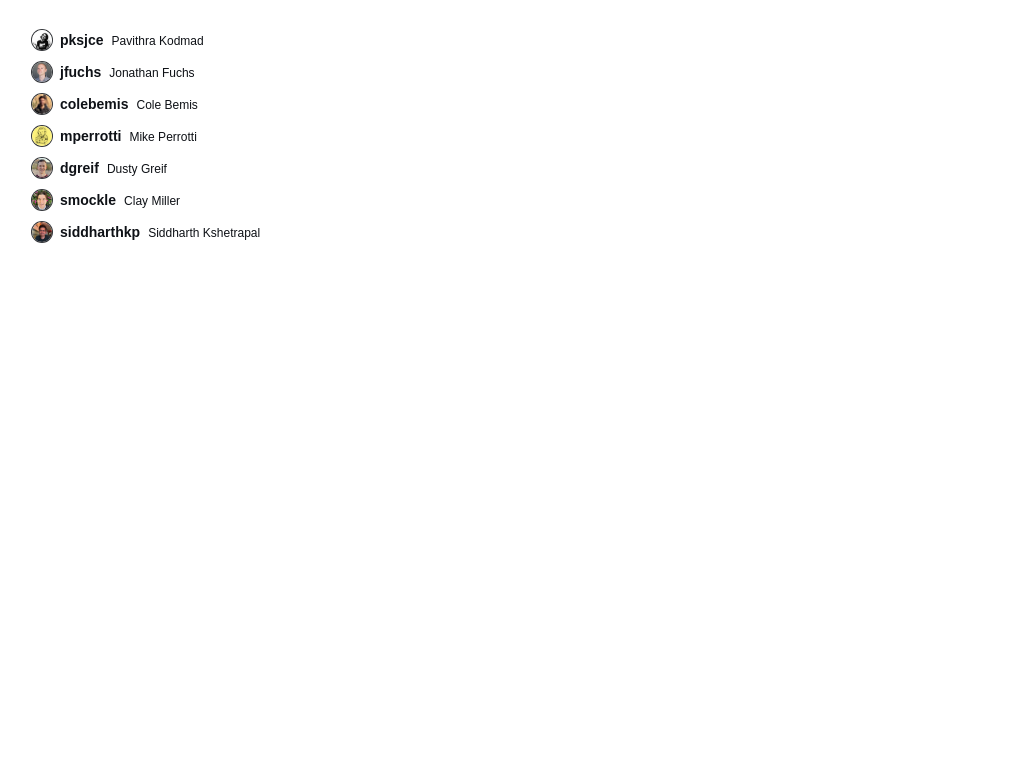 pksjce Pavithra Kodmad
jfuchs Jonathan Fuchs
colebemis Cole Bemis
mperrotti Mike Perrotti
dgreif Dusty Greif
smockle Clay Miller
siddharthkp Siddharth Kshetrapal